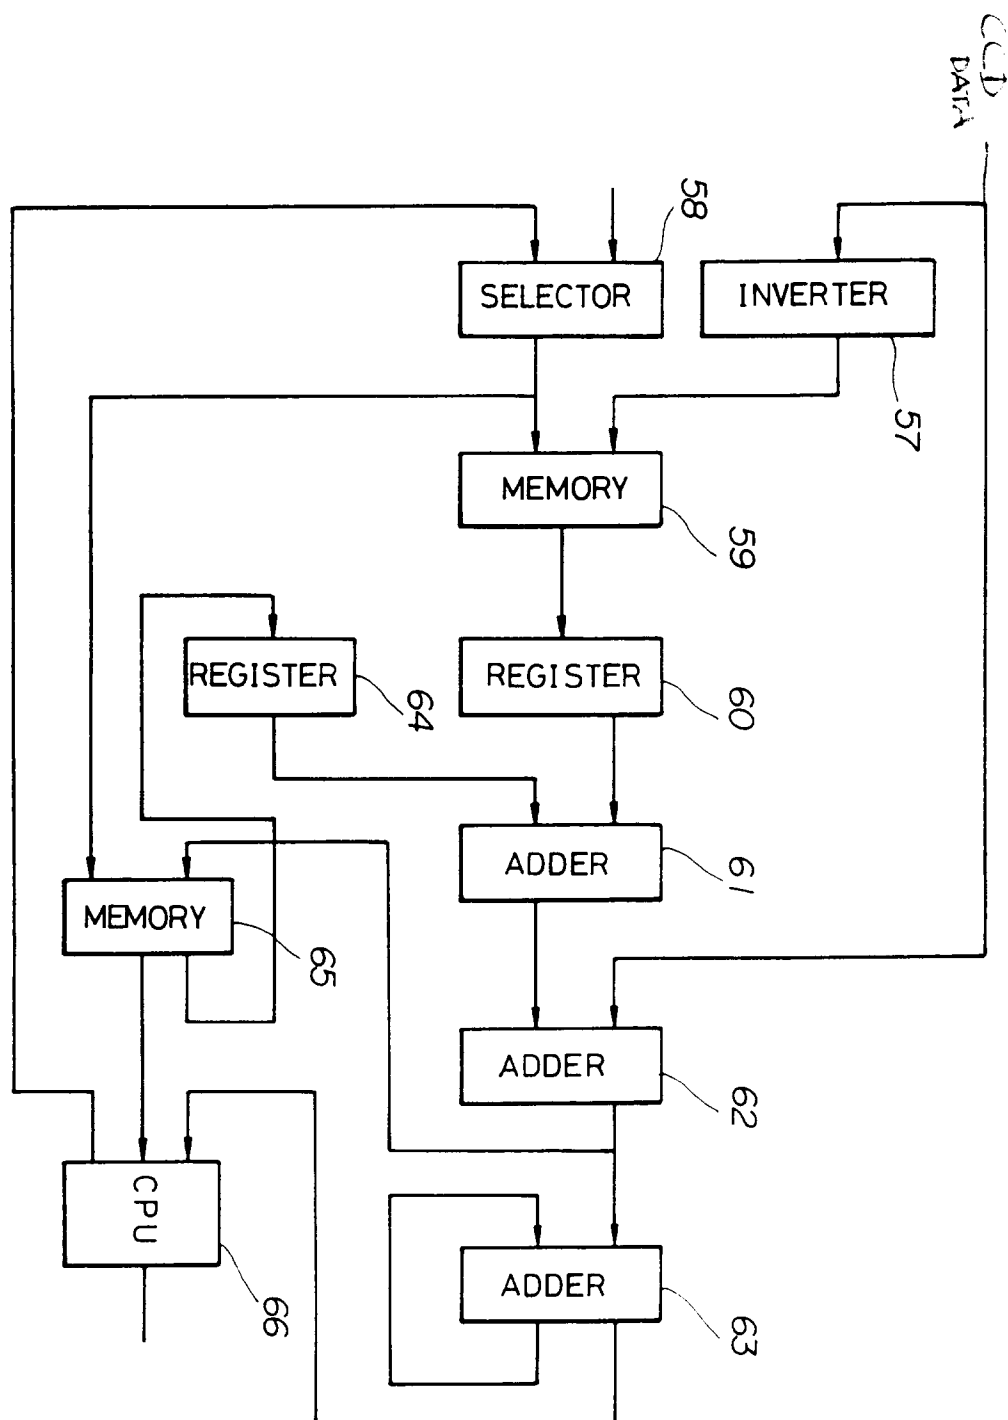 CCD
DATA
58
SELECTOR
INVERTER
57
MEMORY
59
REGISTER
64
REGISTER
60
ADDER
61
MEMORY
65
ADDER
62
CPU
66
ADDER
63